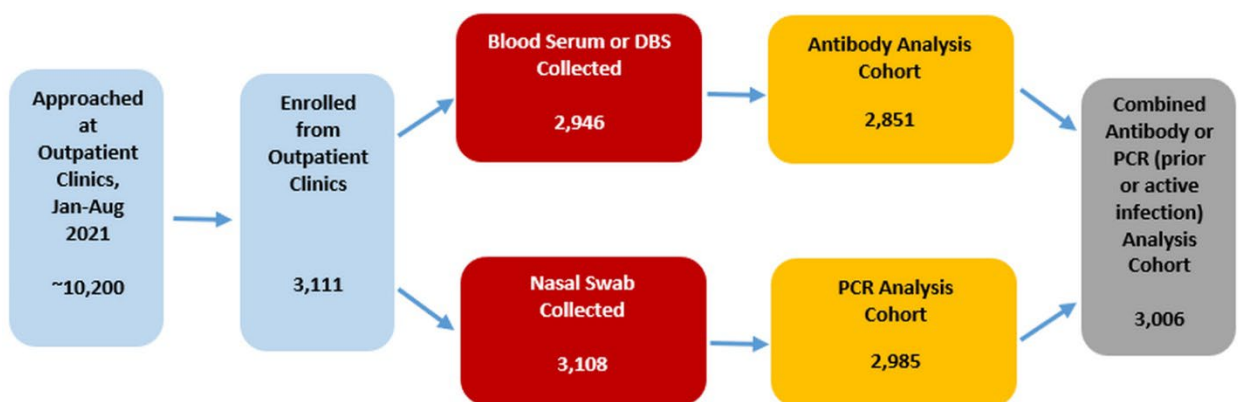 Approached
at
Outpatient
Clinics,
Jan-Aug
2021
~10,200
Enrolled
from
Outpatient
Clinics
3,111
Blood Serum or DBS
Collected
2,946
Antibody Analysis
Cohort
2,851
Nasal Swab
Collected
3,108
PCR Analysis
Cohort
2,985
Combined
Antibody or
PCR (prior
or active
infection)
Analysis
Cohort
3,006